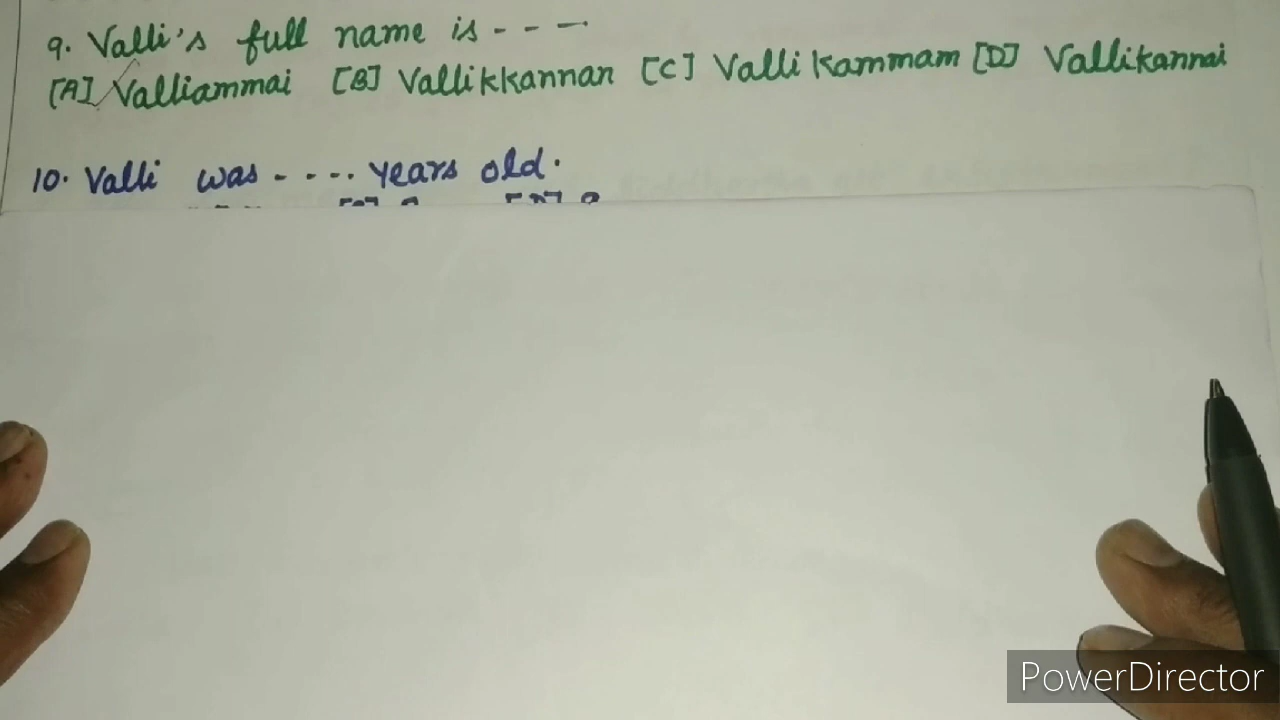 9. Valli's full name is - - - -.
[A] Valliammai [B] Vallikkannan [C] Valli kammam [D] Vallikannai
10. Valli was - - - - years old.
PowerDirector